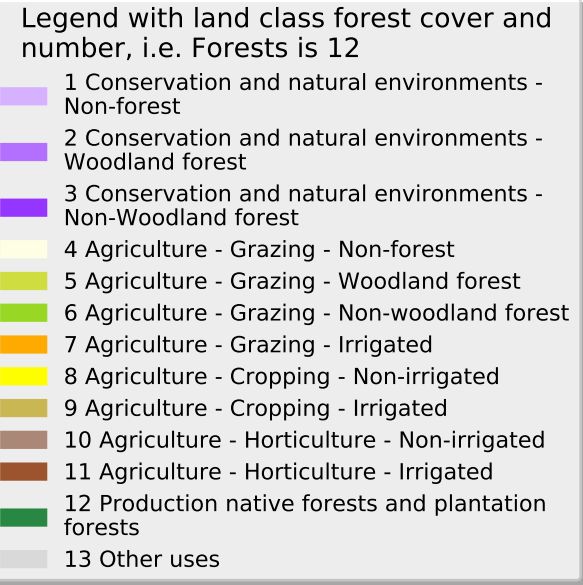 Legend with land class forest cover and
number, i.e. Forests is 12
1 Conservation and natural environments -
Non-forest
2 Conservation and natural environments -
Woodland forest
3 Conservation and natural environments -
Non-Woodland forest
4 Agriculture - Grazing - Non-forest
5 Agriculture - Grazing - Woodland forest
6 Agriculture - Grazing - Non-woodland forest
7 Agriculture - Grazing - Irrigated
8 Agriculture - Cropping - Non-irrigated
9 Agriculture - Cropping - Irrigated
10 Agriculture - Horticulture - Non-irrigated
11 Agriculture - Horticulture - Irrigated
12 Production native forests and plantation
forests
13 Other uses